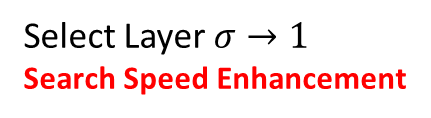 Select Layer 𝜎 → 1
Search Speed Enhancement